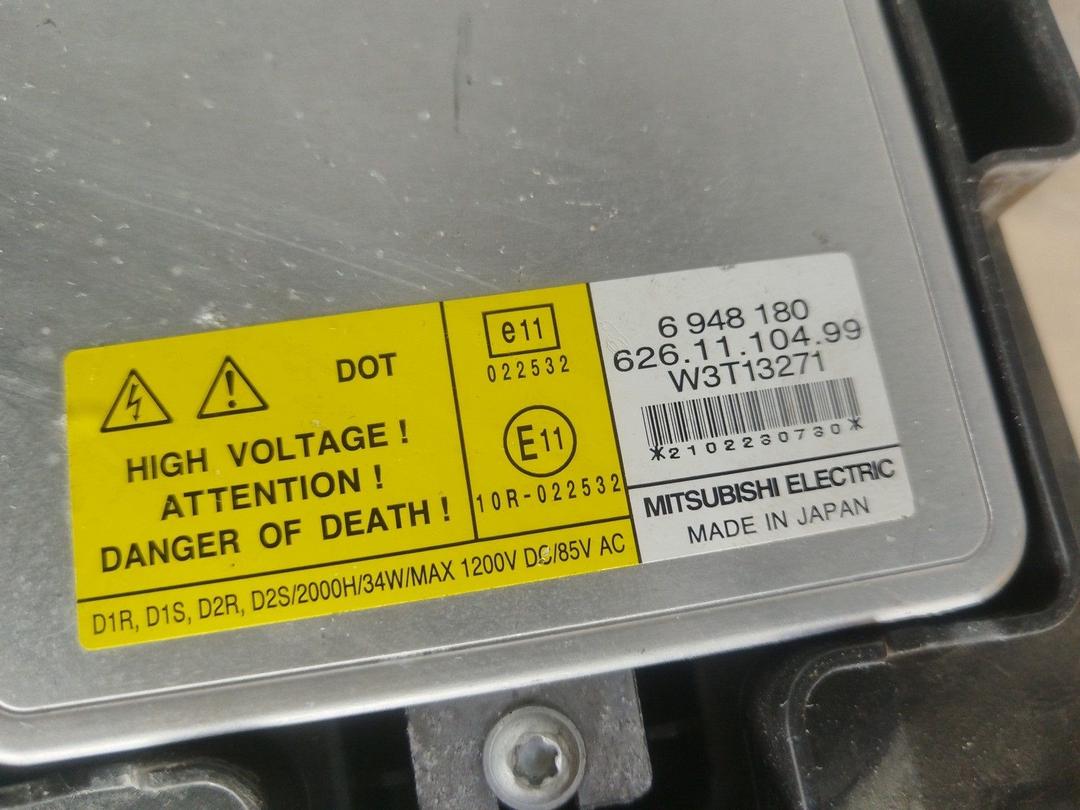 DOT
HIGH VOLTAGE !
ATTENTION !
DANGER OF DEATH !
e11
022532
E11
10R-022532
D1R, D1S, D2R, D2S/2000H/34W/MAX 1200V DC/85V AC
6 948 180
626.11.104.99
W3T13271
*2102230730*
MITSUBISHI ELECTRIC
MADE IN JAPAN